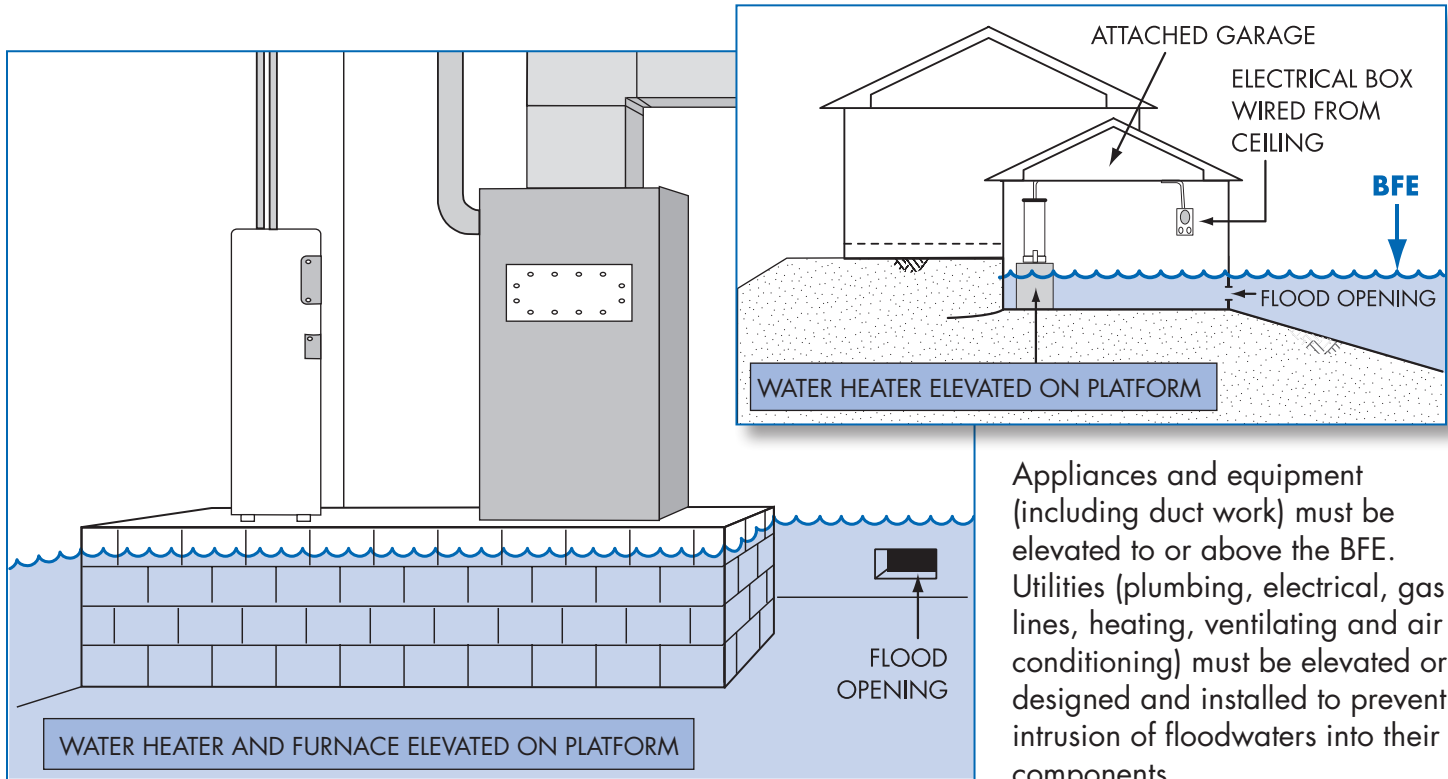 ATTACHED GARAGE
ELECTRICAL BOX
WIRED FROM
CEILING
BFE
FLOOD OPENING
WATER HEATER ELEVATED ON PLATFORM
FLOOD
OPENING
WATER HEATER AND FURNACE ELEVATED ON PLATFORM
Appliances and equipment
(including duct work) must be
elevated to or above the BFE.
Utilities (plumbing, electrical, gas
lines, heating, ventilating and air
conditioning) must be elevated or
designed and installed to prevent
intrusion of floodwaters into their
components